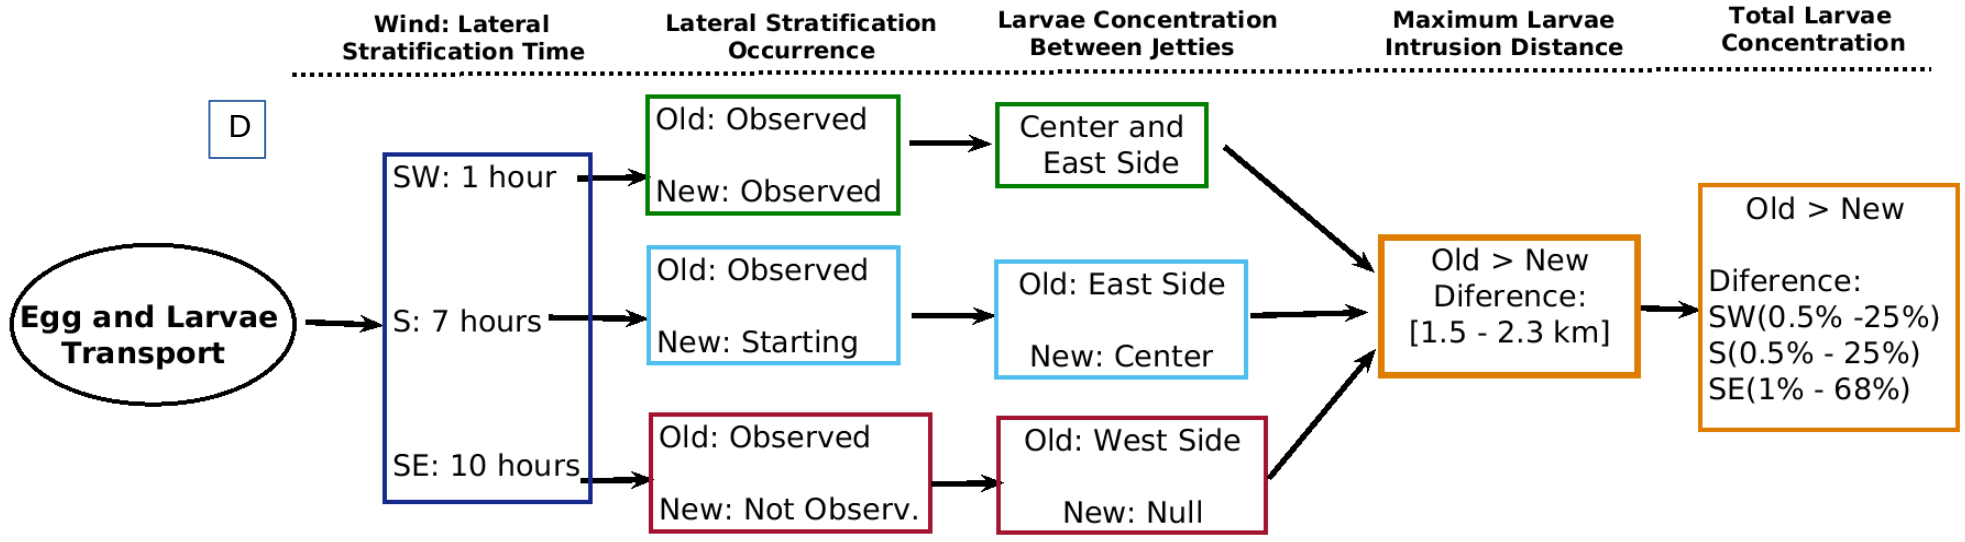 Wind: Lateral
Stratification Time
Lateral Stratification
Occurrence
Larvae Concentration
Between Jetties
Maximum Larvae
Intrusion Distance
Total Larvae
Concentration
D
Egg and Larvae
Transport
SW: 1 hour
S: 7 hours
SE: 10 hours
Old: Observed
New: Observed
Center and
East Side
Old: Observed
New: Starting
Old: East Side
New: Center
Old: Observed
New: Not Observ.
Old: West Side
New: Null
Old > New
Diference:
[1.5 - 2.3 km]
Old > New
Diference:
SW(0.5% -25%)
S(0.5% - 25%)
SE(1% - 68%)